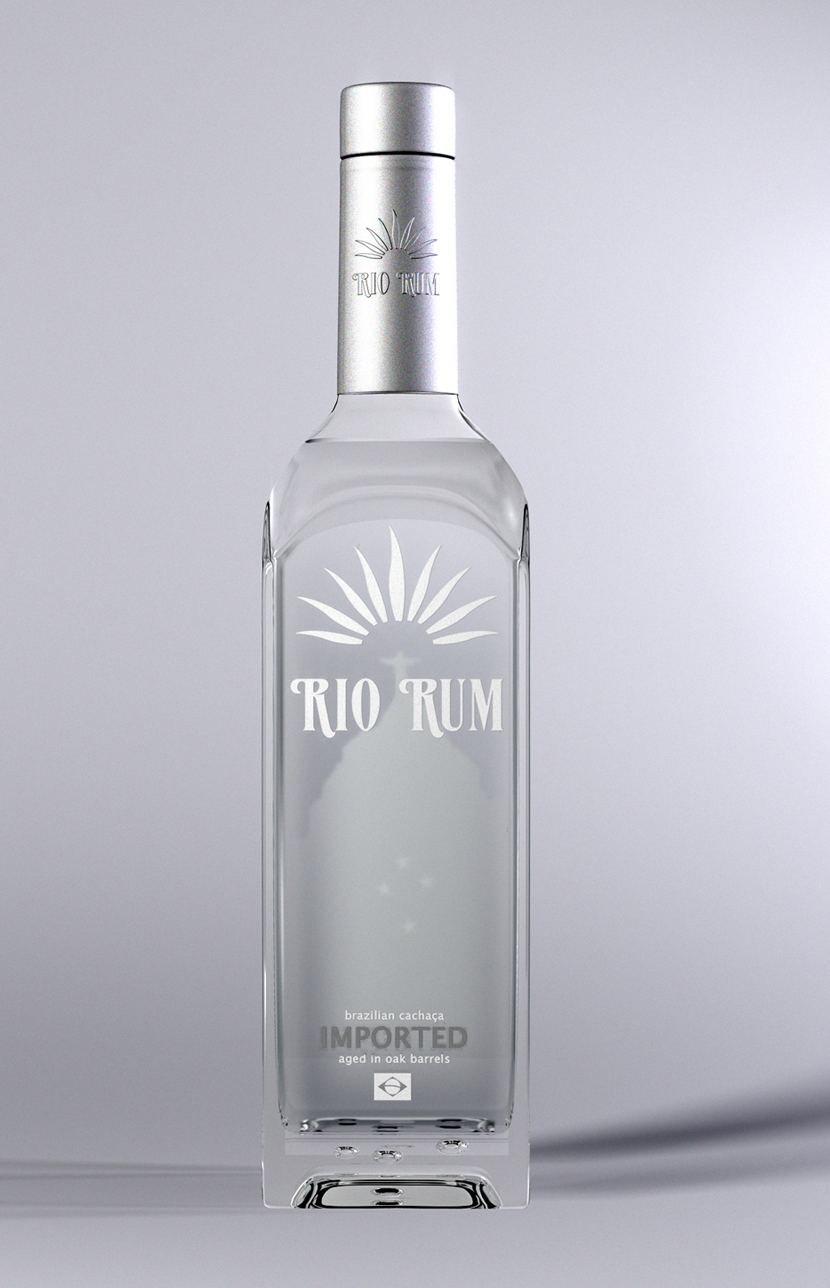 RIO RUM
RIO RUM
brazilian cachaça
IMPORTED
aged in oak barrels